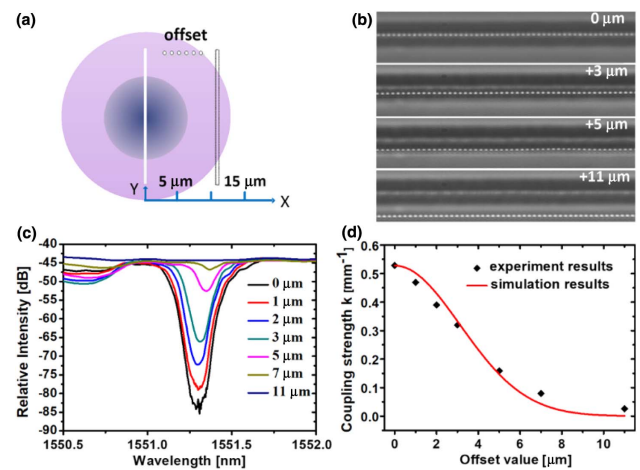 (a)
offset
Y
5 μm
15 μm
X
(b)
0 μm
+3 μm
+5 μm
+11 μm
(c)
Relative Intensity [dB]
-40
-45
-50
-55
-60
-65
-70
-75
-80
-85
-90
0 μm
1 μm
2 μm
3 μm
5 μm
7 μm
11 μm
1550.5
1551.0
1551.5
1552.0
Wavelength [nm]
(d)
Coupling strength k [mm⁻¹]
0.6
0.5
0.4
0.3
0.2
0.1
0.0
experiment results
simulation results
0
2
4
6
8
10
Offset value [μm]